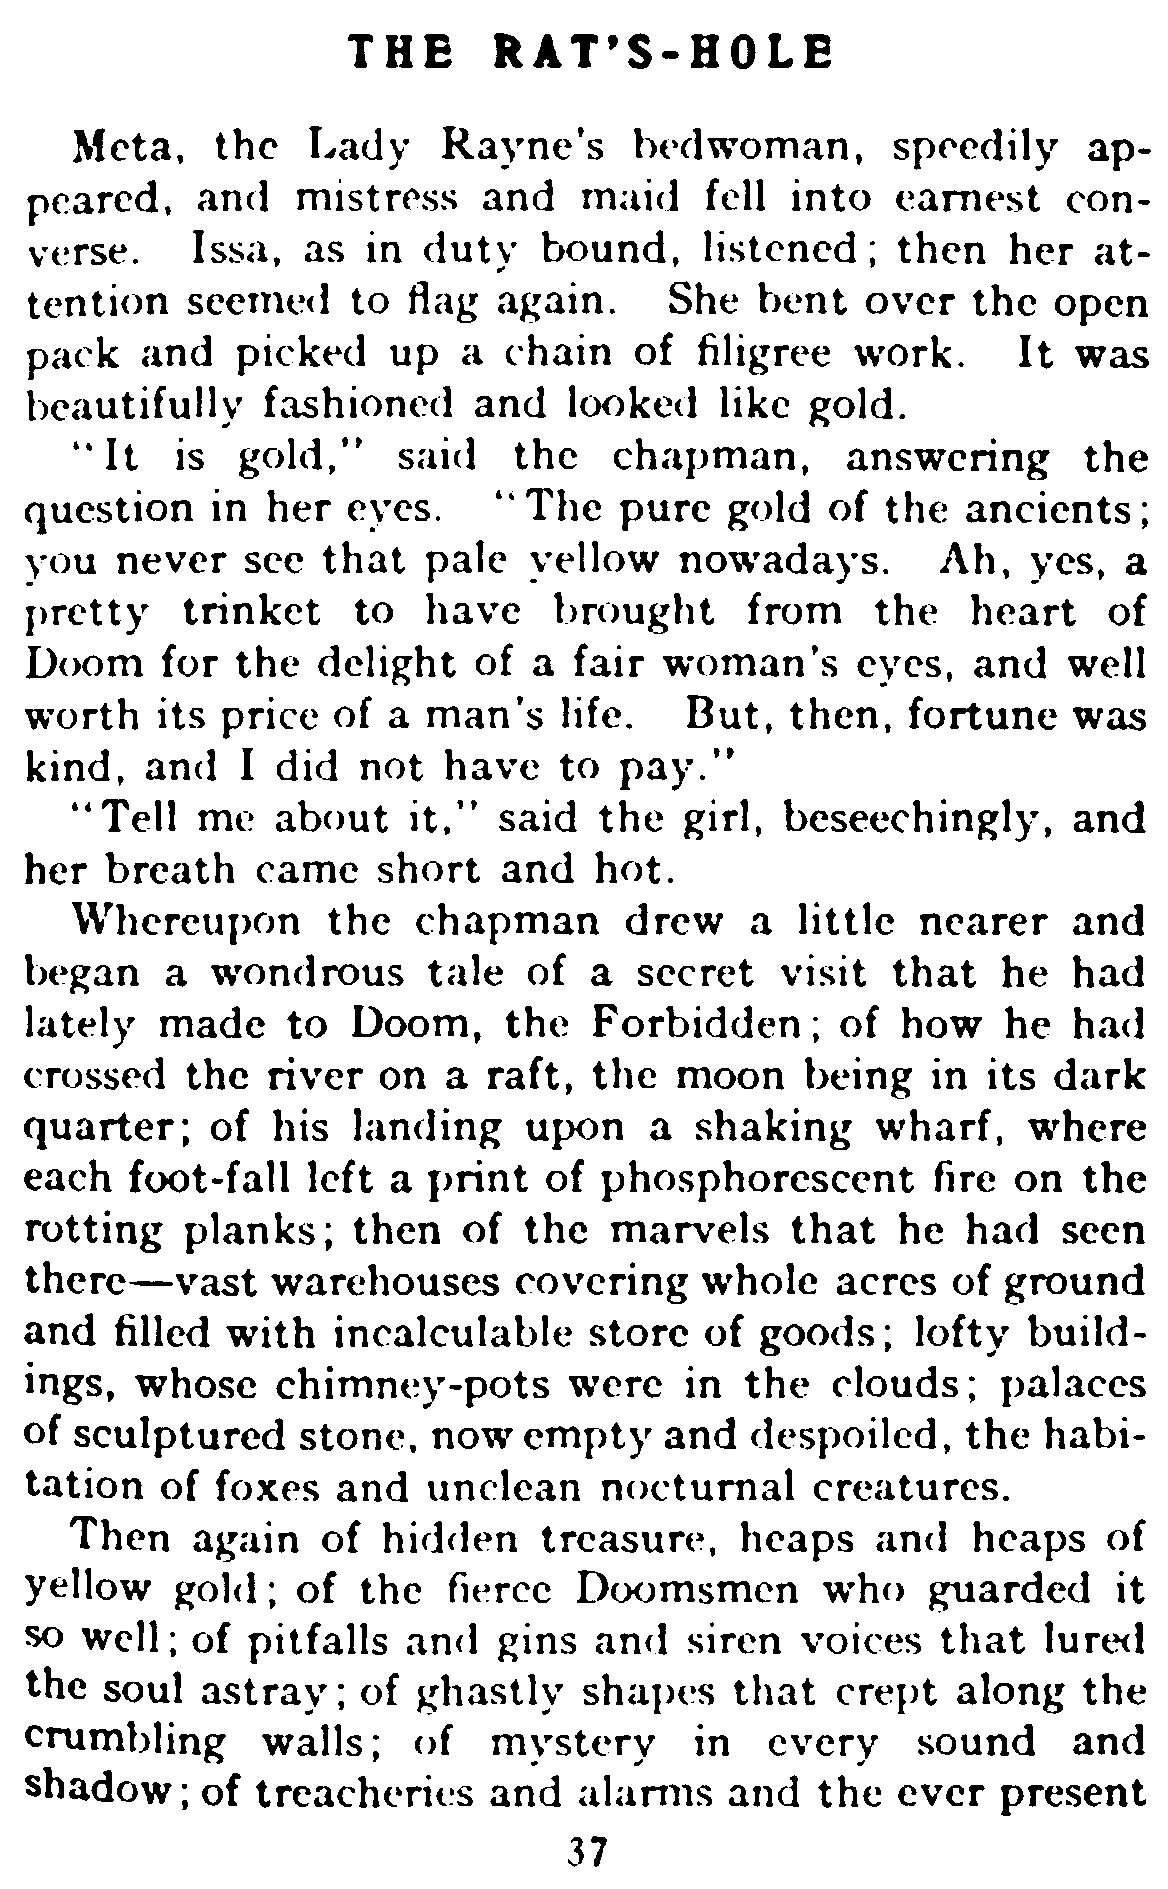 THE RAT'S-HOLE
Meta, the Lady Rayne's bedwoman, speedily ap-
peared, and mistress and maid fell into earnest con-
verse. Issa, as in duty bound, listened; then her at-
tention seemed to flag again. She bent over the open
pack and picked up a chain of filigree work. It was
beautifully fashioned and looked like gold.
"It is gold," said the chapman, answering the
question in her eyes. "The pure gold of the ancients;
you never see that pale yellow nowadays. Ah, yes, a
pretty trinket to have brought from the heart of
Doom for the delight of a fair woman's eyes, and well
worth its price of a man's life. But, then, fortune was
kind, and I did not have to pay."
"Tell me about it," said the girl, beseechingly, and
her breath came short and hot.
Whereupon the chapman drew a little nearer and
began a wondrous tale of a secret visit that he had
lately made to Doom, the Forbidden; of how he had
crossed the river on a raft, the moon being in its dark
quarter; of his landing upon a shaking wharf, where
each foot-fall left a print of phosphorescent fire on the
rotting planks; then of the marvels that he had seen
there—vast warehouses covering whole acres of ground
and filled with incalculable store of goods; lofty build-
ings, whose chimney-pots were in the clouds; palaces
of sculptured stone, now empty and despoiled, the habi-
tation of foxes and unclean nocturnal creatures.
Then again of hidden treasure, heaps and heaps of
yellow gold; of the fierce Doomsmen who guarded it
so well; of pitfalls and gins and siren voices that lured
the soul astray; of ghastly shapes that crept along the
crumbling walls; of mystery in every sound and
shadow; of treacheries and alarms and the ever present
37